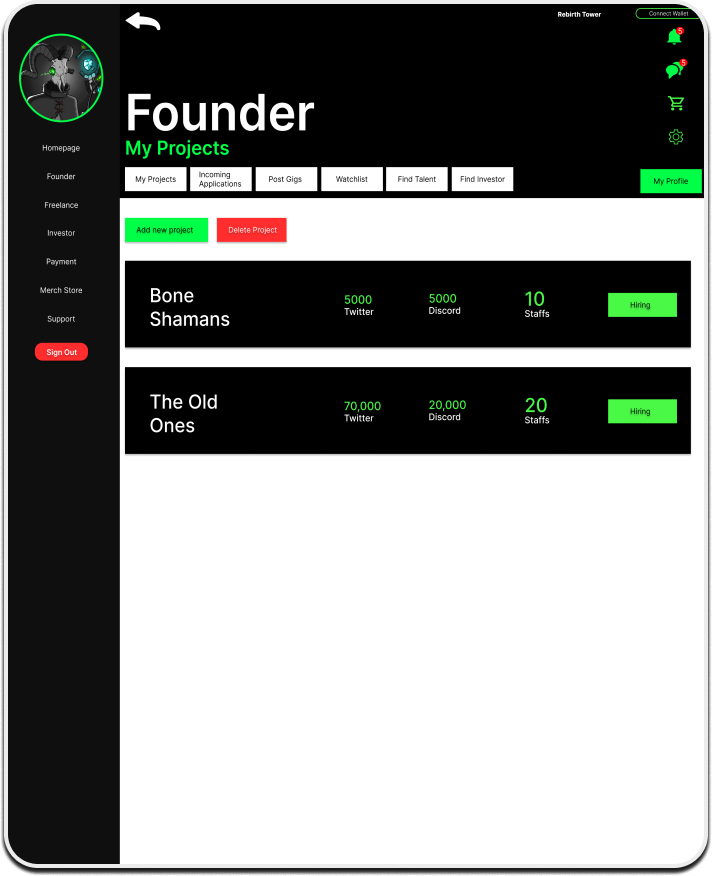 Rebirth Tower
Connect Wallet
5
5
Founder
My Projects
My Projects
Incoming
Applications
Post Gigs
Watchlist
Find Talent
Find Investor
My Profile
Homepage
Founder
Freelance
Investor
Payment
Merch Store
Support
Sign Out
Add new project
Delete Project
Bone
Shamans
5000
Twitter
5000
Discord
10
Staffs
Hiring
The Old
Ones
70,000
Twitter
20,000
Discord
20
Staffs
Hiring